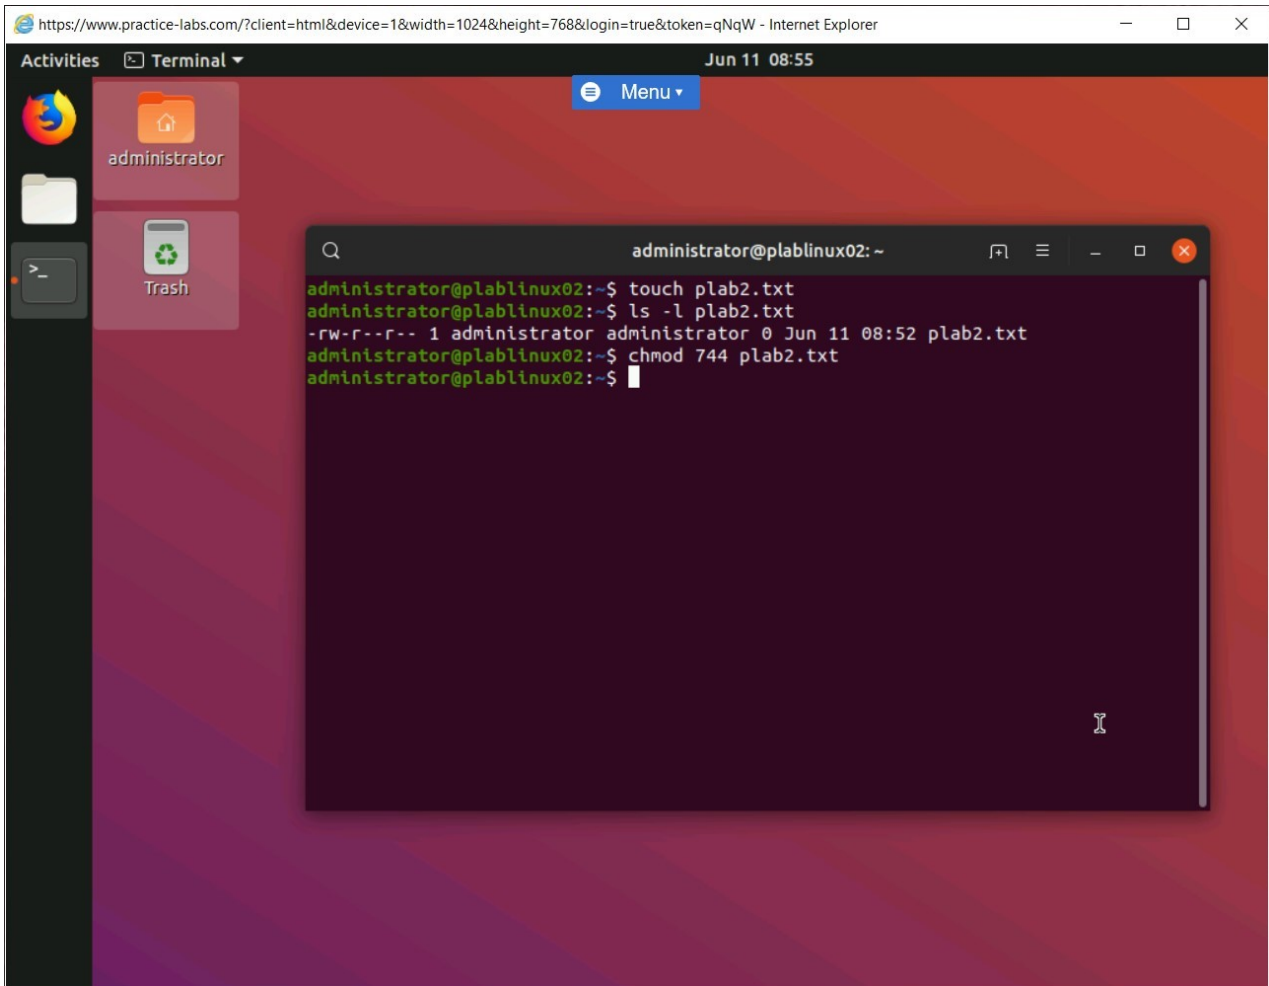 https://www.practice-labs.com/?client=html&device=1&width=1024&height=768&login=true&token=qNqW - Internet Explorer
Activities Terminal Jun 11 08:55
Menu
administrator
Trash
administrator@plablinux02: ~
administrator@plablinux02:~$ touch plab2.txt
administrator@plablinux02:~$ ls -l plab2.txt
-rw-r--r-- 1 administrator administrator 0 Jun 11 08:52 plab2.txt
administrator@plablinux02:~$ chmod 744 plab2.txt
administrator@plablinux02:~$